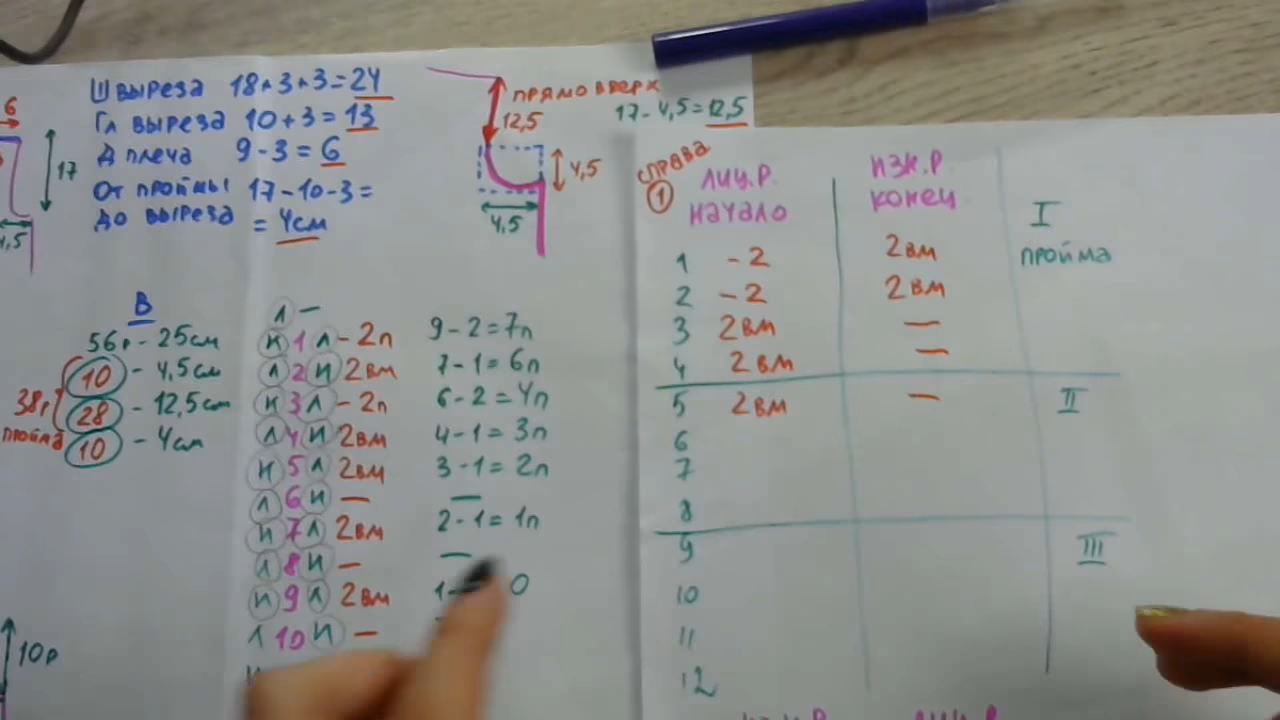 Ш выреза 18+3+3=24
Гл выреза 10+3=13
Д плеча 9-3=6
От проймы 17-10-3=
до выреза = 4см
6
17
4,5
прямо вверх
12,5
17-4,5=12,5
4,5
4,5
В
56р-25см
10 - 4,5см
28 - 12,5см
10 - 4см
38р
пройма
10р
Л -
И 1 Л - 2п
Л 2 И 2вм
И 3 Л - 2п
Л 4 И 2вм
И 5 Л 2вм
Л 6 И -
И 7 Л 2вм
Л 8 И -
И 9 Л 2вм
Л 10 И -
9-2=7п
7-1=6п
6-2=4п
4-1=3п
3-1=2п
-
2-1=1п
-
0
справа
1
лиц.р. начало
изн.р. конец
I
пройма
1 -2 2вм
2 -2 2вм
3 2вм -
4 2вм -
5 2вм -
II
6
7
8
9
III
10
11
12